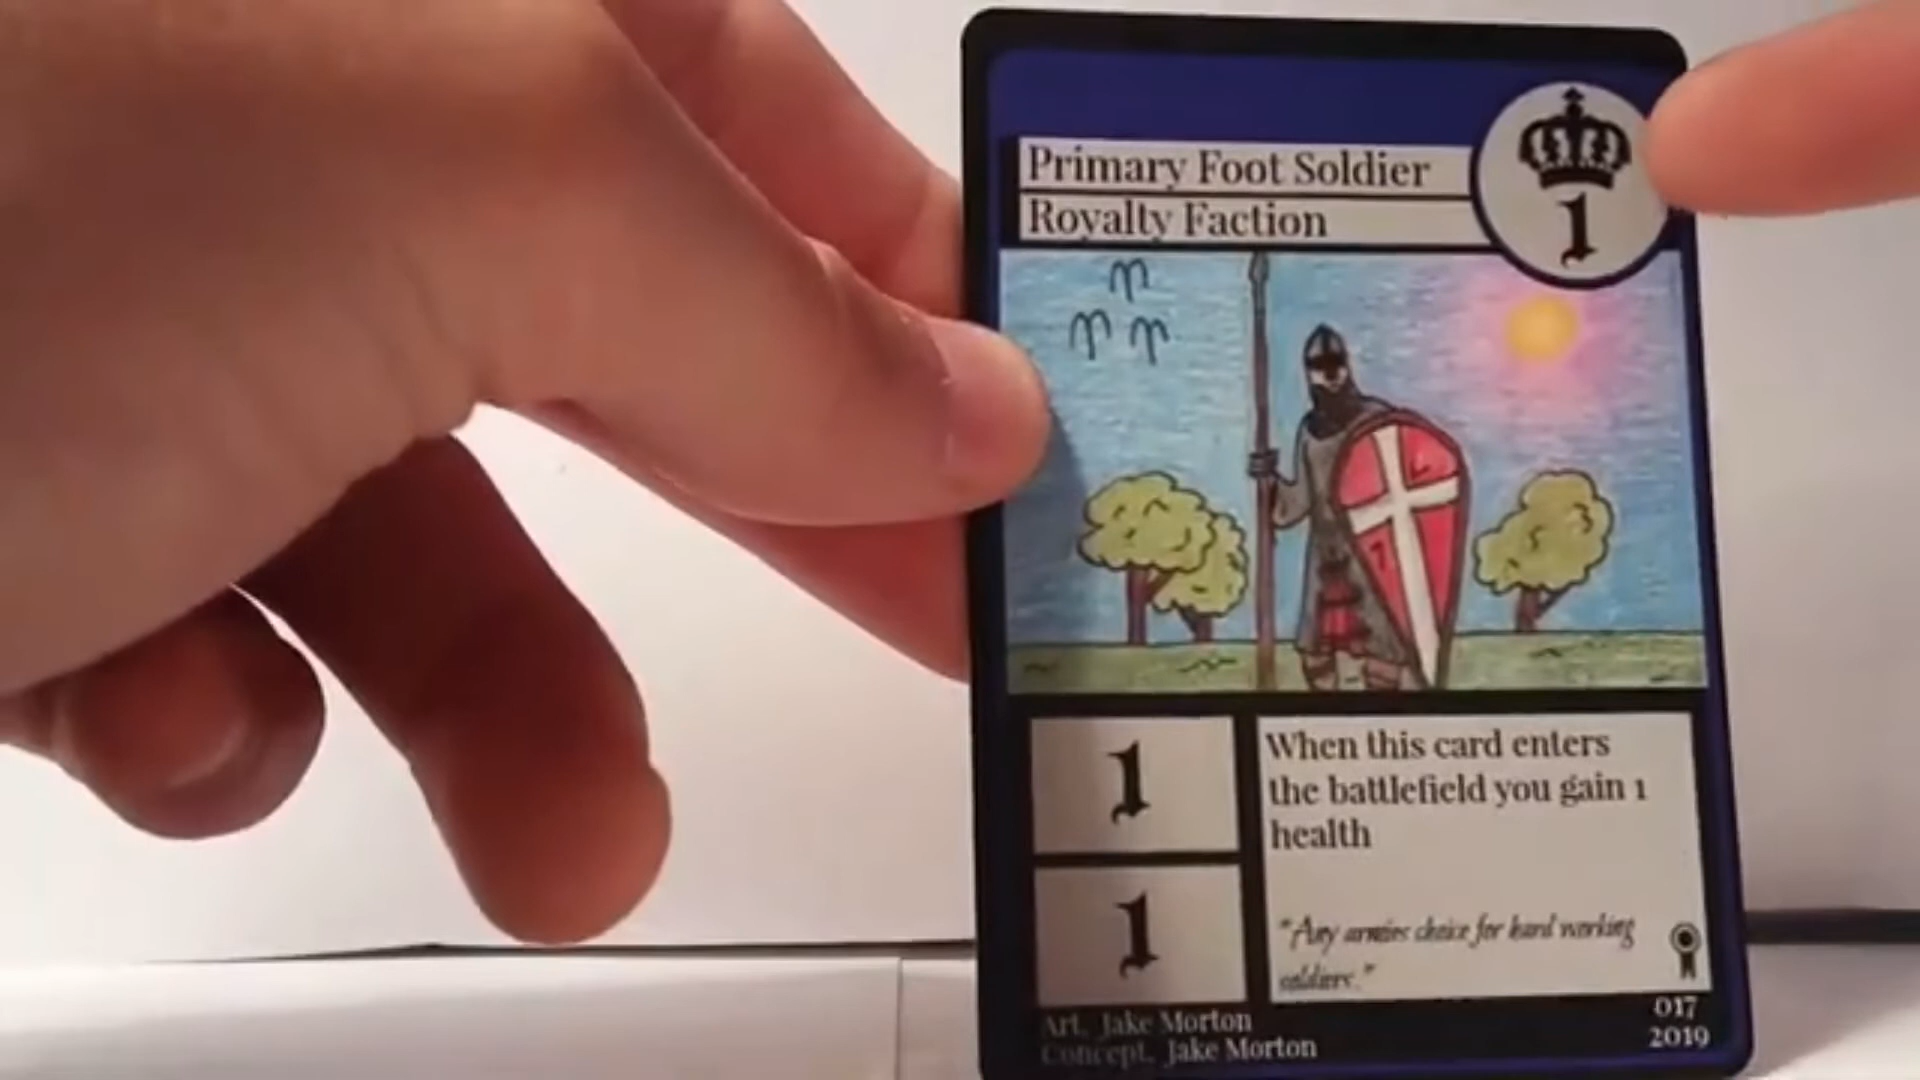 Primary Foot Soldier
1
Royalty Faction
1
When this card enters
the battlefield you gain 1
health
1
"Any armies choice for hard working
soldiers."
Art. Jake Morton
Concept. Jake Morton
017
2019